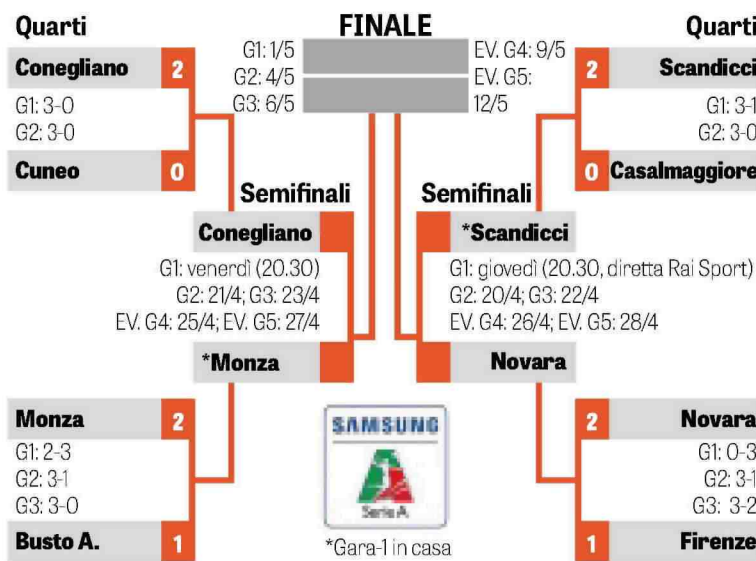 Quarti
Conegliano 2
G1: 3-0
G2: 3-0
Cuneo 0
FINALE
G1: 1/5
G2: 4/5
G3: 6/5
EV. G4: 9/5
EV. G5:
12/5
Quarti
2 Scandicci
G1: 3-1
G2: 3-0
0 Casalmaggiore
Semifinali
Conegliano
G1: venerdì (20.30)
G2: 21/4; G3: 23/4
EV. G4: 25/4; EV. G5: 27/4
*Monza
Semifinali
*Scandicci
G1: giovedì (20.30, diretta Rai Sport)
G2: 20/4; G3: 22/4
EV. G4: 26/4; EV. G5: 28/4
Novara
Monza 2
G1: 2-3
G2: 3-1
G3: 3-0
Busto A. 1
SAMSUNG
Serie A
*Gara-1 in casa
2 Novara
G1: 0-3
G2: 3-1
G3: 3-2
1 Firenze